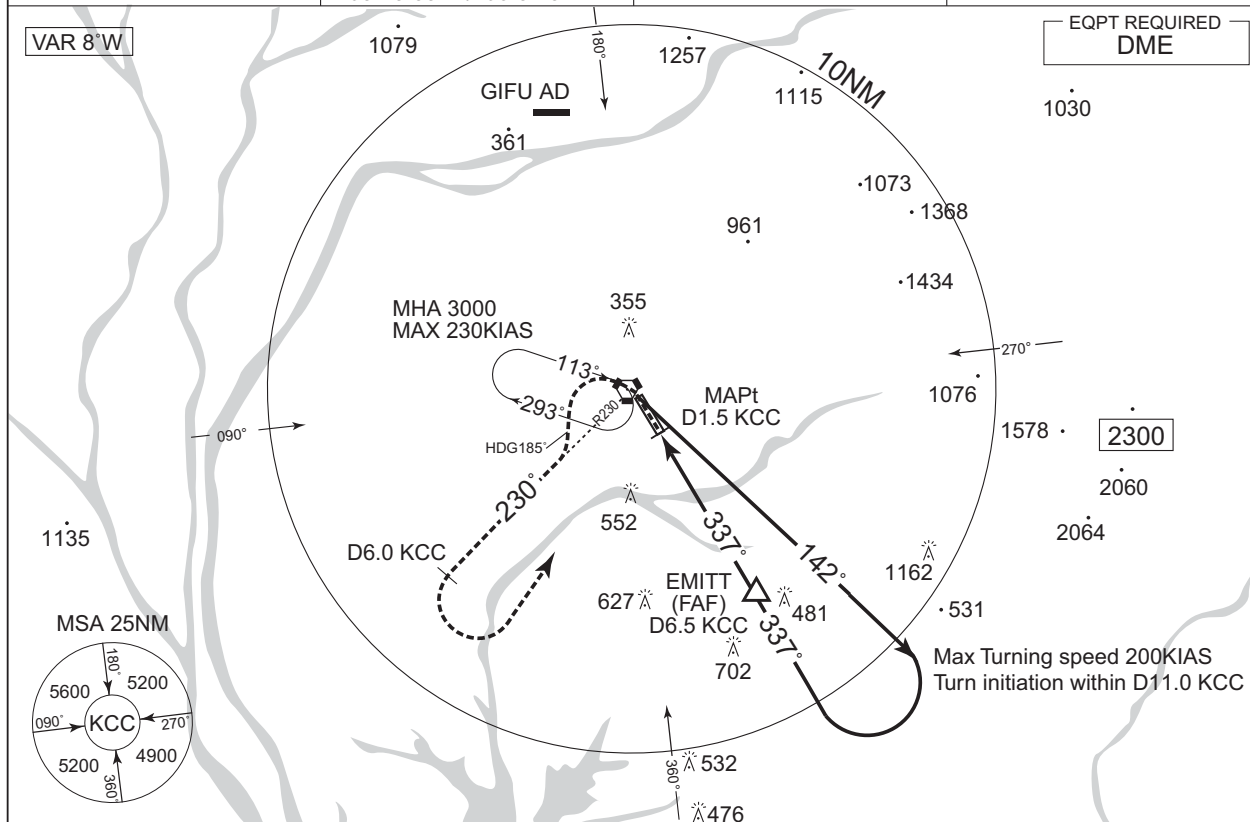 VAR 8°W
1079
180°
1257
10NM
1115
EQPT REQUIRED
DME
GIFU AD
1030
361
1073
1368
961
1434
355
MHA 3000
MAX 230KIAS
113°
270°
293°
R230
MAPt
D1.5 KCC
1076
090°
HDG185°
1578
2300
2060
230°
552
337°
2064
1135
D6.0 KCC
142°
1162
EMITT
(FAF)
D6.5 KCC
627
481
531
337°
MSA 25NM
702
Max Turning speed 200KIAS
Turn initiation within D11.0 KCC
180°
5600
5200
090°
KCC
270°
5200
4900
360°
532
360°
476